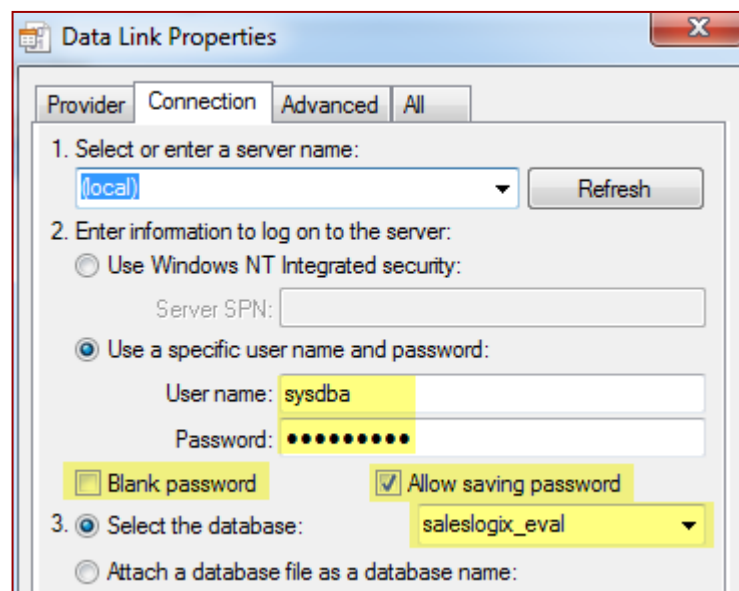 Data Link Properties
Provider Connection Advanced All
1. Select or enter a server name:
(local) Refresh
2. Enter information to log on to the server:
Use Windows NT Integrated security:
Server SPN:
Use a specific user name and password:
User name: sysdba
Password: •••••••••
Blank password Allow saving password
3. Select the database: saleslogix_eval
Attach a database file as a database name: